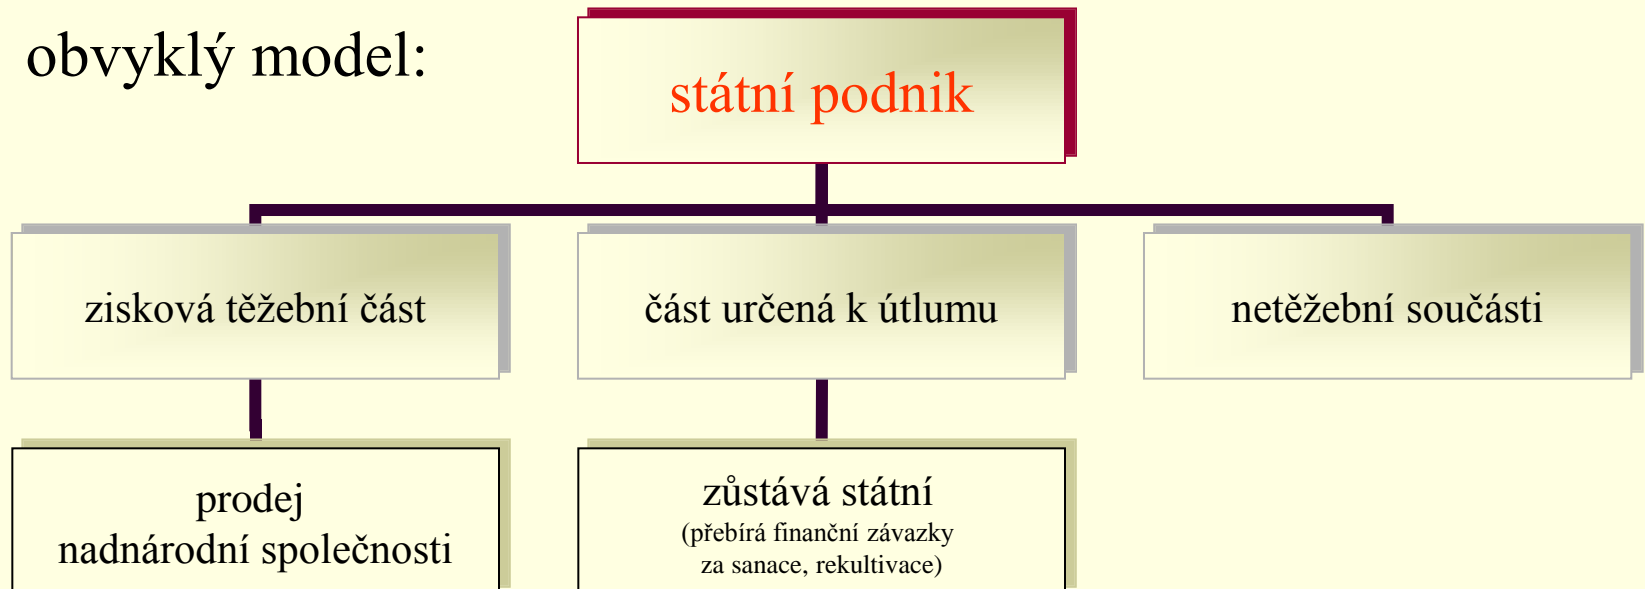 obvyklý model:
státní podnik
zisková těžební část
část určená k útlumu
netěžební součásti
prodej
nadnárodní společnosti
zůstává státní
(přebírá finanční závazky
za sanace, rekultivace)